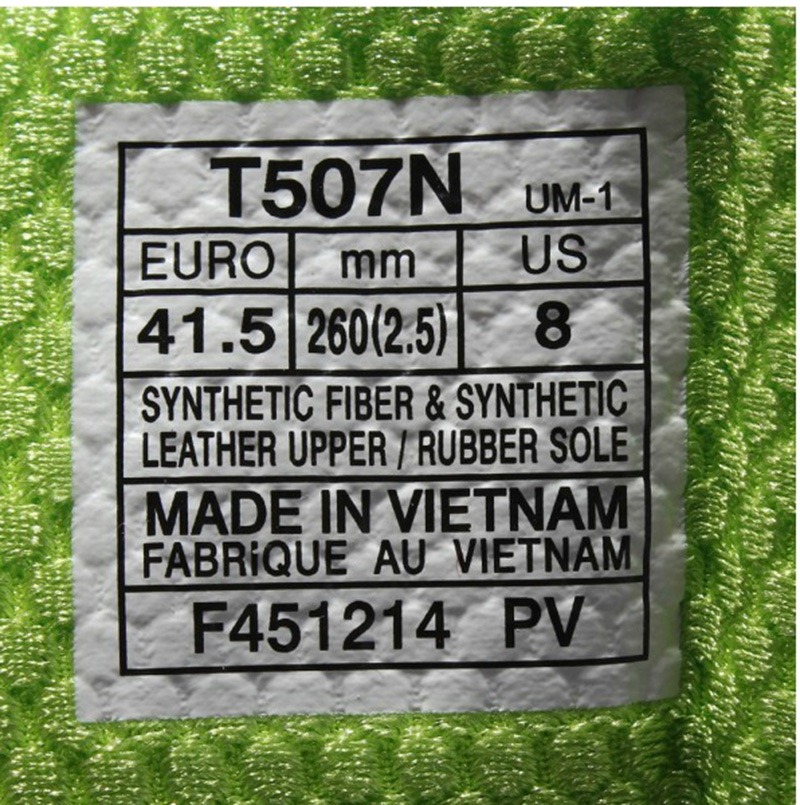 T507N UM-1
EURO mm US
41.5 260(2.5) 8
SYNTHETIC FIBER & SYNTHETIC
LEATHER UPPER / RUBBER SOLE
MADE IN VIETNAM
FABRiQUE AU VIETNAM
F451214 PV